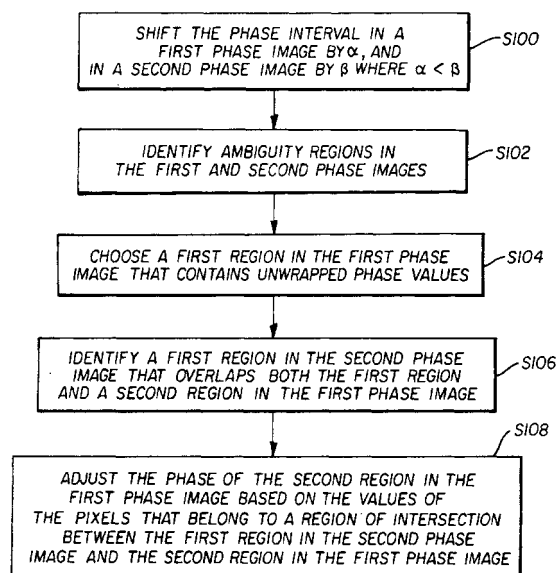 SHIFT THE PHASE INTERVAL IN A
FIRST PHASE IMAGE BY α, AND
IN A SECOND PHASE IMAGE BY β WHERE α < β
S100
IDENTIFY AMBIGUITY REGIONS IN
THE FIRST AND SECOND PHASE IMAGES
S102
CHOOSE A FIRST REGION IN THE FIRST PHASE
IMAGE THAT CONTAINS UNWRAPPED PHASE VALUES
S104
IDENTIFY A FIRST REGION IN THE SECOND PHASE
IMAGE THAT OVERLAPS BOTH THE FIRST REGION
AND A SECOND REGION IN THE FIRST PHASE IMAGE
S106
S108
ADJUST THE PHASE OF THE SECOND REGION IN THE
FIRST PHASE IMAGE BASED ON THE VALUES OF
THE PIXELS THAT BELONG TO A REGION OF INTERSECTION
BETWEEN THE FIRST REGION IN THE SECOND PHASE
IMAGE AND THE SECOND REGION IN THE FIRST PHASE IMAGE